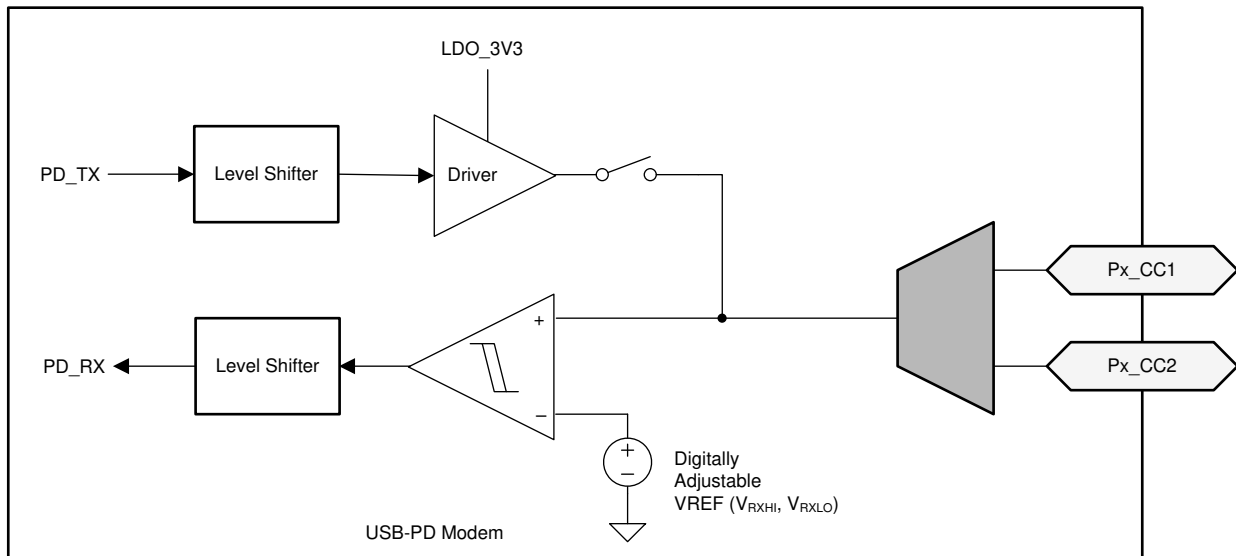 LDO_3V3
PD_TX
Level Shifter
Driver
Px_CC1
+
PD_RX
Level Shifter
Px_CC2
−
+
−
Digitally
Adjustable
VREF (VRXHI, VRXLO)
USB-PD Modem